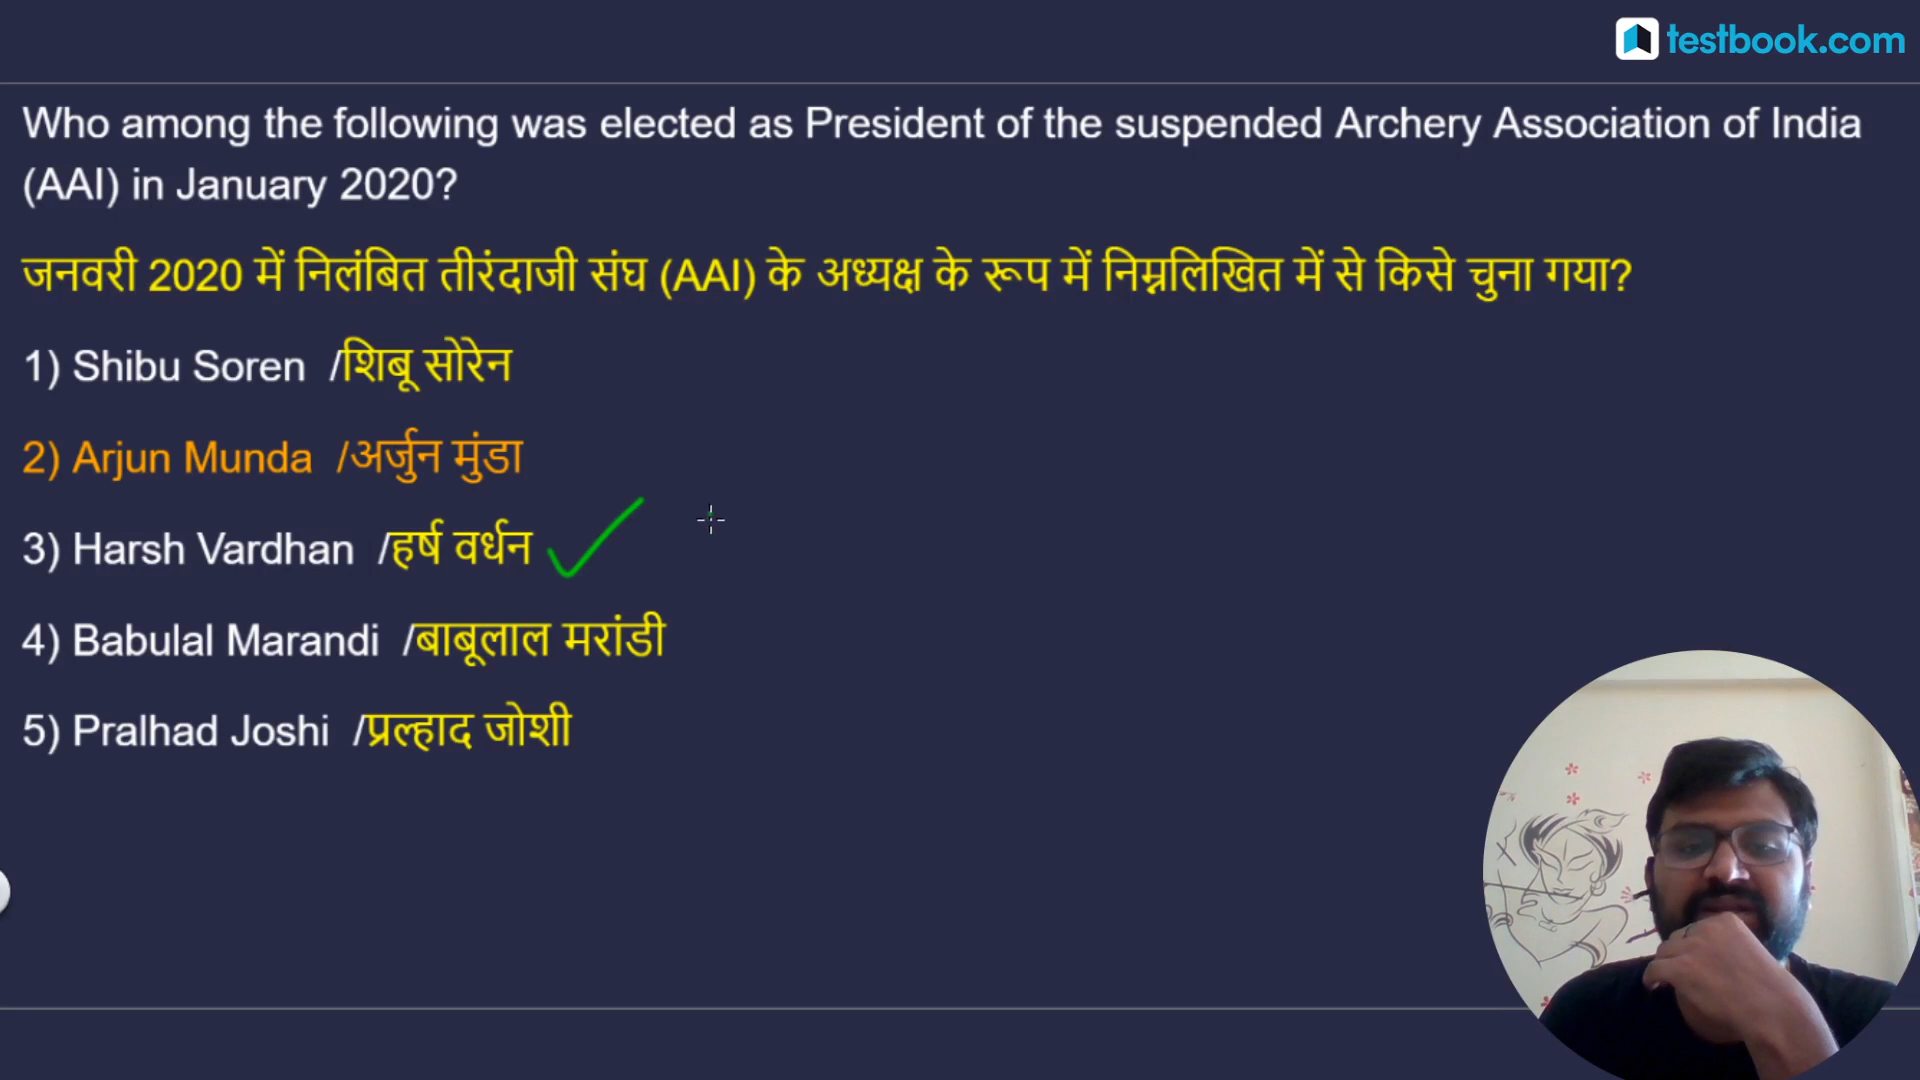 testbook.com
Who among the following was elected as President of the suspended Archery Association of India
(AAI) in January 2020?
जनवरी 2020 में निलंबित तीरंदाजी संघ (AAI) के अध्यक्ष के रूप में निम्नलिखित में से किसे चुना गया?
1) Shibu Soren /शिबू सोरेन
2) Arjun Munda /अर्जुन मुंडा
3) Harsh Vardhan /हर्ष वर्धन
4) Babulal Marandi /बाबूलाल मरांडी
5) Pralhad Joshi /प्रल्हाद जोशी